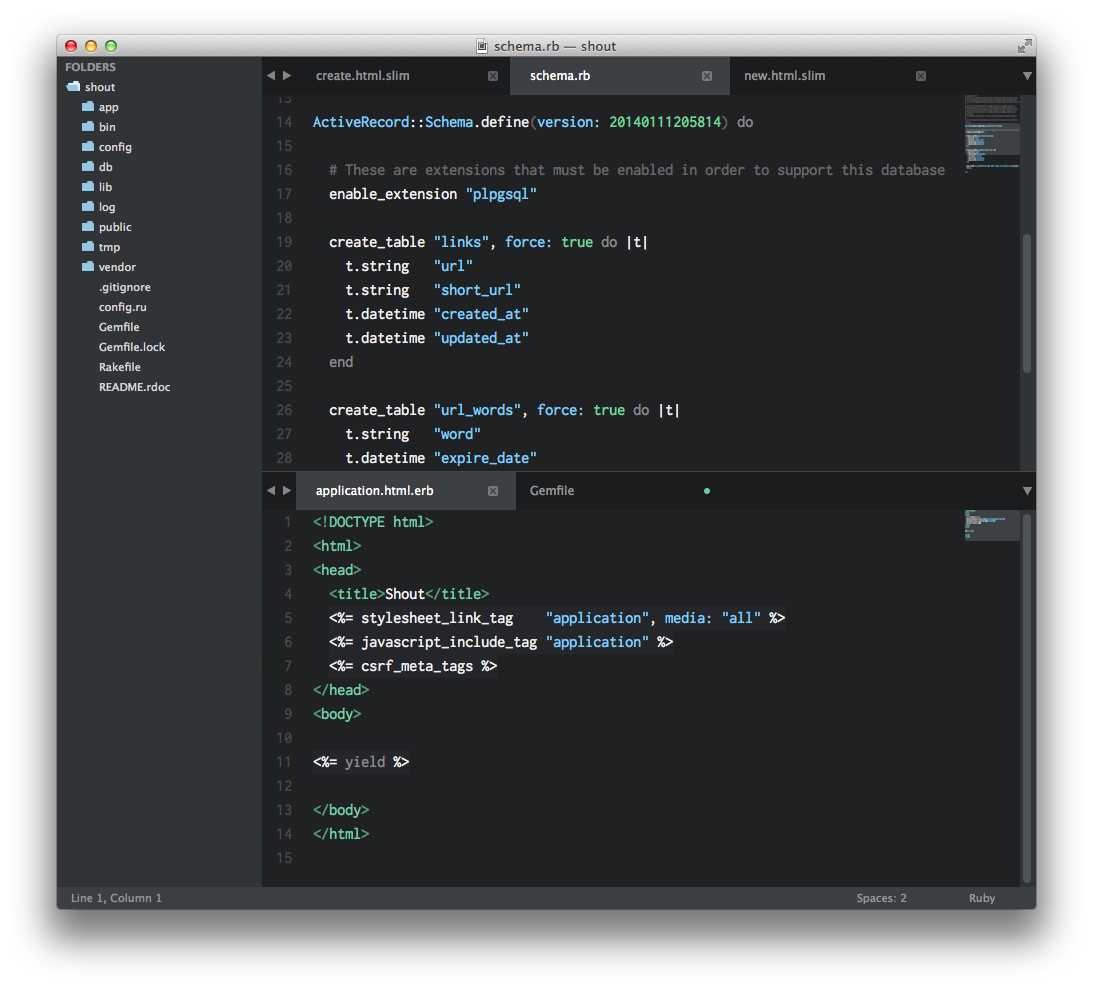 schema.rb — shout
FOLDERS
shout
app
bin
config
db
lib
log
public
tmp
vendor
.gitignore
config.ru
Gemfile
Gemfile.lock
Rakefile
README.rdoc
create.html.slim
schema.rb
new.html.slim
13
14 ActiveRecord::Schema.define(version: 20140111205814) do
15
16 # These are extensions that must be enabled in order to support this database
17 enable_extension "plpgsql"
18
19 create_table "links", force: true do |t|
20 t.string "url"
21 t.string "short_url"
22 t.datetime "created_at"
23 t.datetime "updated_at"
24 end
25
26 create_table "url_words", force: true do |t|
27 t.string "word"
28 t.datetime "expire_date"
application.html.erb
Gemfile
1 <!DOCTYPE html>
2 <html>
3 <head>
4 <title>Shout</title>
5 <%= stylesheet_link_tag "application", media: "all" %>
6 <%= javascript_include_tag "application" %>
7 <%= csrf_meta_tags %>
8 </head>
9 <body>
10
11 <%= yield %>
12
13 </body>
14 </html>
15
Line 1, Column 1
Spaces: 2
Ruby